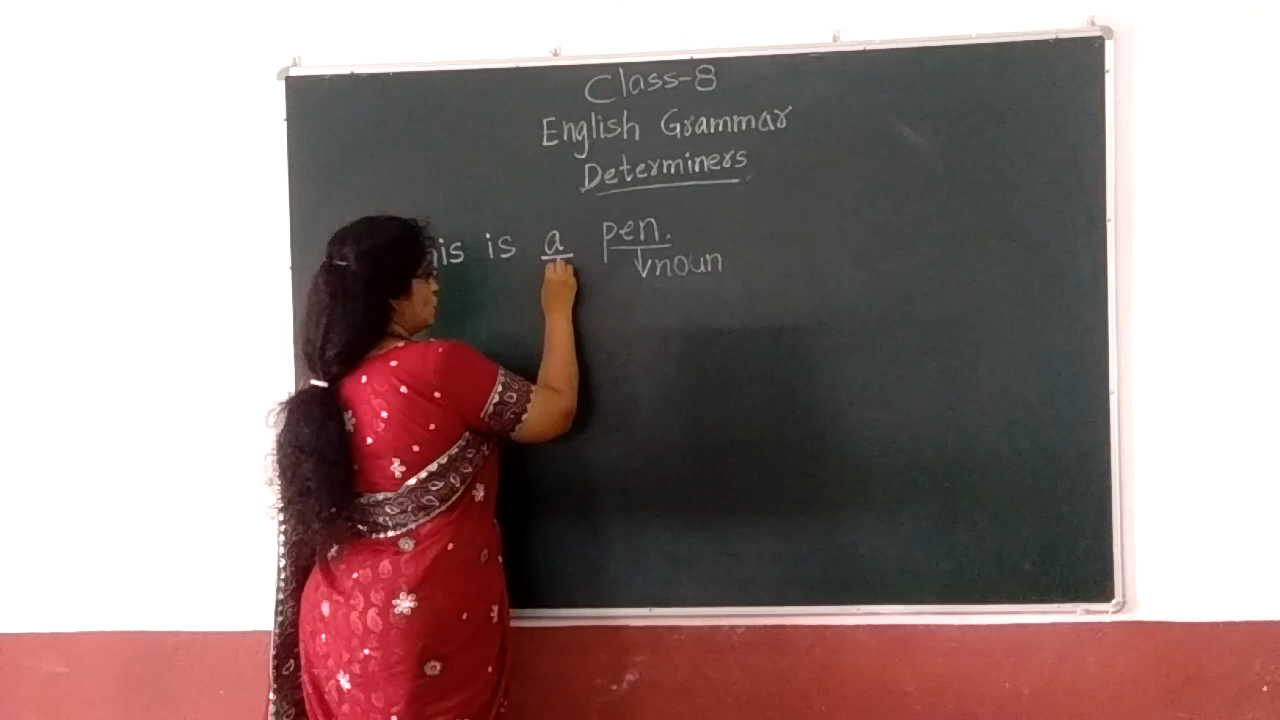 Class-8
English Grammar
Determiners
is is a pen.
noun